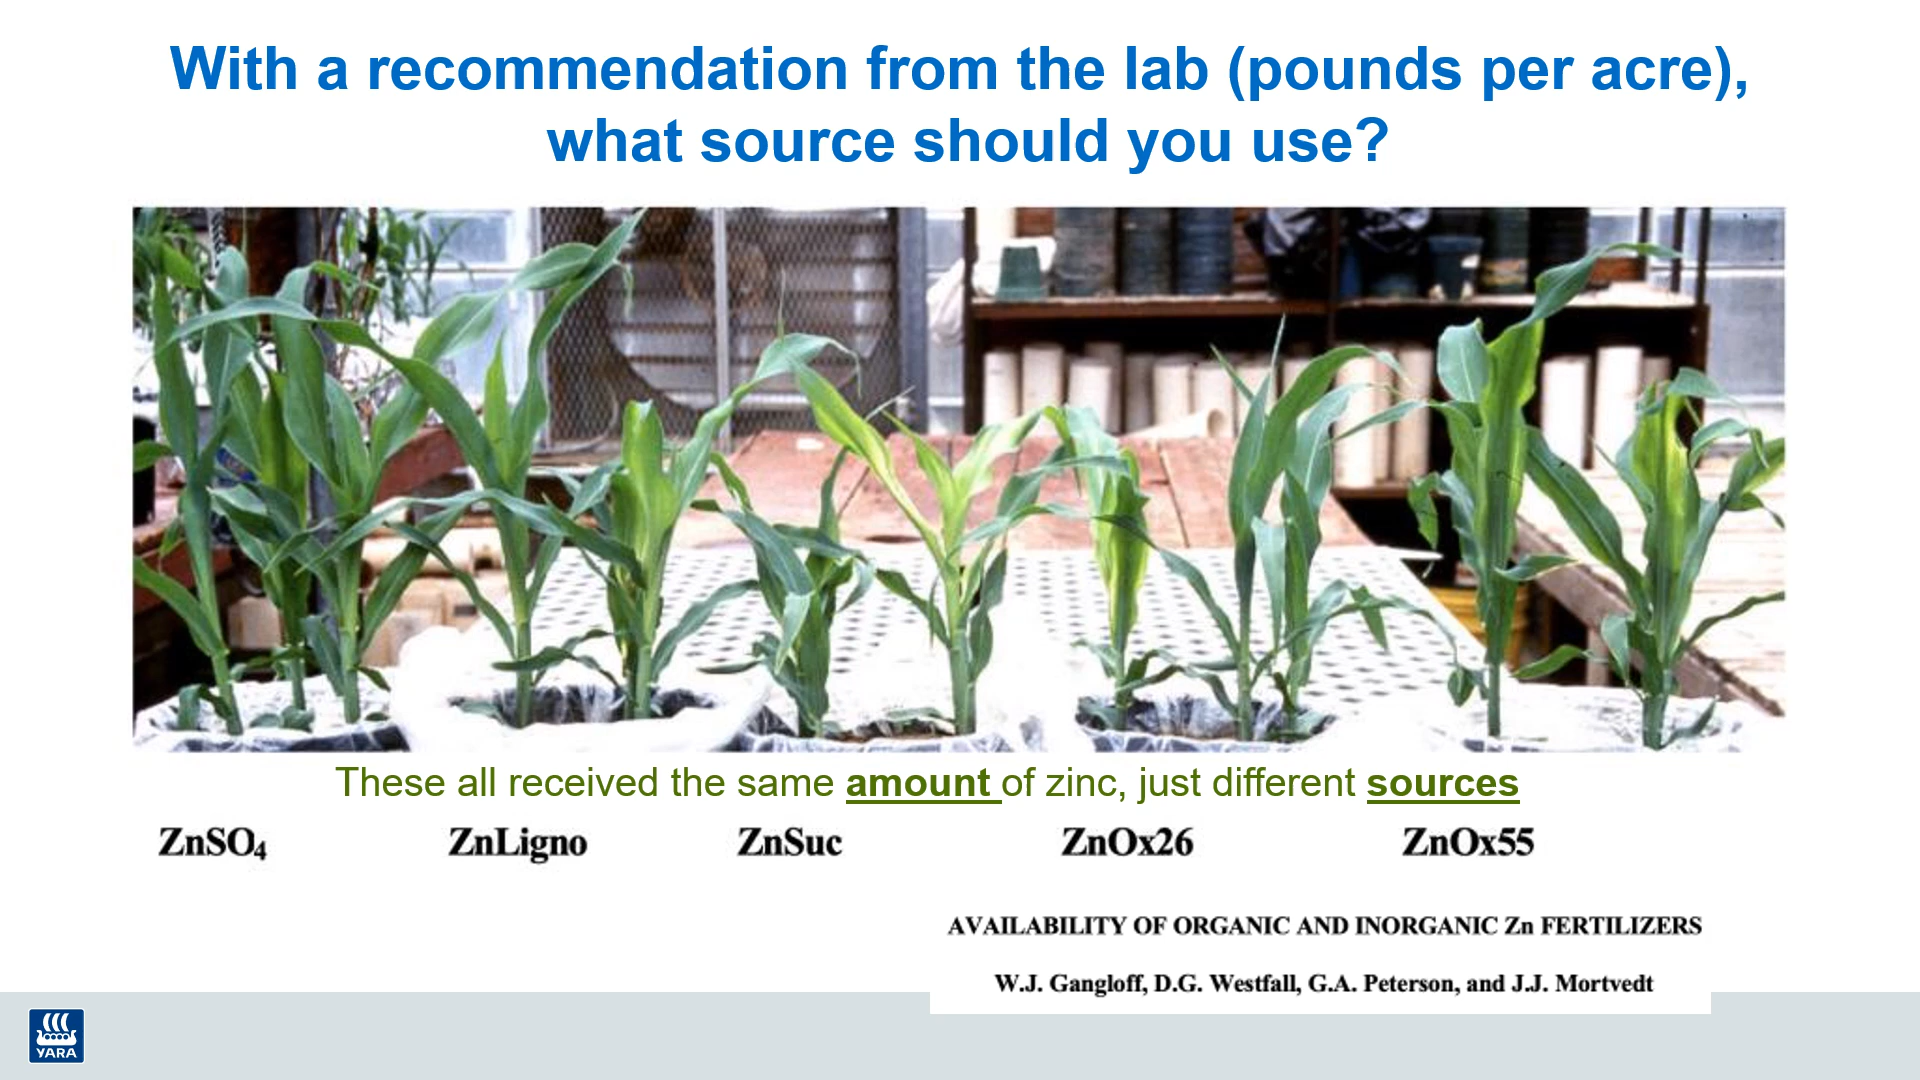 With a recommendation from the lab (pounds per acre),
what source should you use?
These all received the same amount of zinc, just different sources
ZnSO₄ ZnLigno ZnSuc ZnOx26 ZnOx55
AVAILABILITY OF ORGANIC AND INORGANIC Zn FERTILIZERS
W.J. Gangloff, D.G. Westfall, G.A. Peterson, and J.J. Mortvedt
YARA